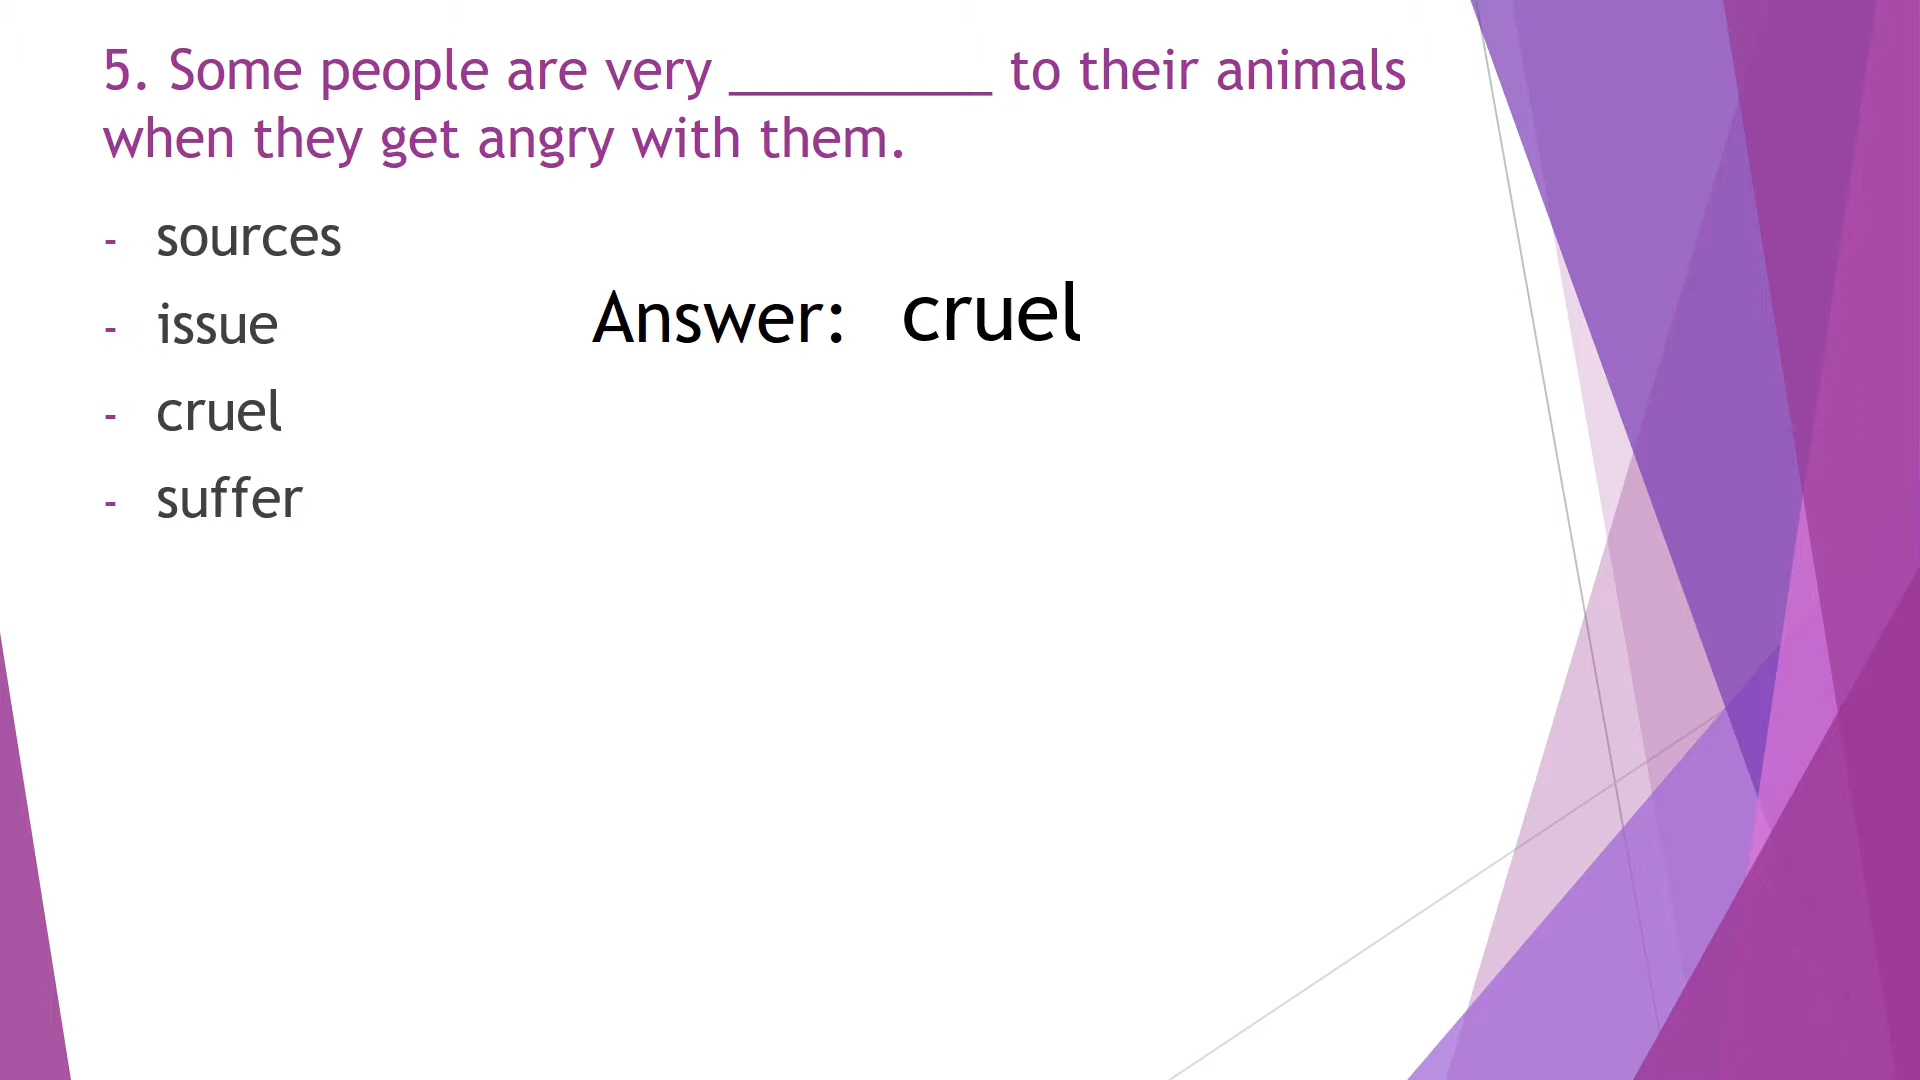 5. Some people are very _________ to their animals
when they get angry with them.
- sources
- issue
- cruel
- suffer
Answer: cruel